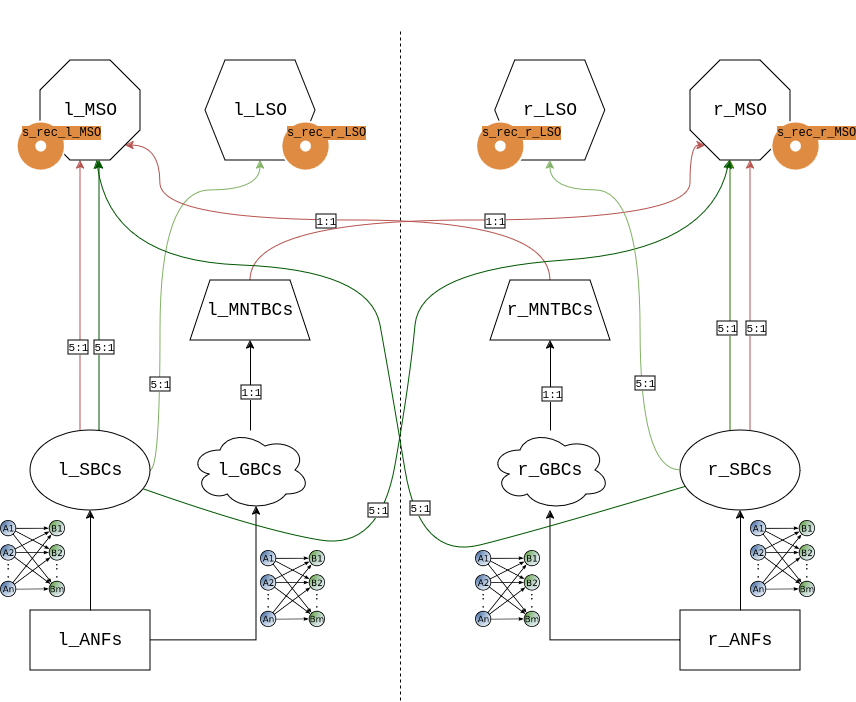 l_MSO
l_LSO
r_LSO
r_MSO
s_rec_l_MSO
s_rec_r_LSO
s_rec_r_LSO
s_rec_r_MSO
1:1
1:1
l_MNTBCs
r_MNTBCs
5:1
5:1
5:1
5:1
5:1
5:1
1:1
1:1
l_SBCs
l_GBCs
r_GBCs
r_SBCs
5:1
5:1
A1
B1
A2
B2
An
Bm
A1
B1
A2
B2
An
Bm
A1
B1
A2
B2
An
Bm
A1
B1
A2
B2
An
Bm
l_ANFs
r_ANFs